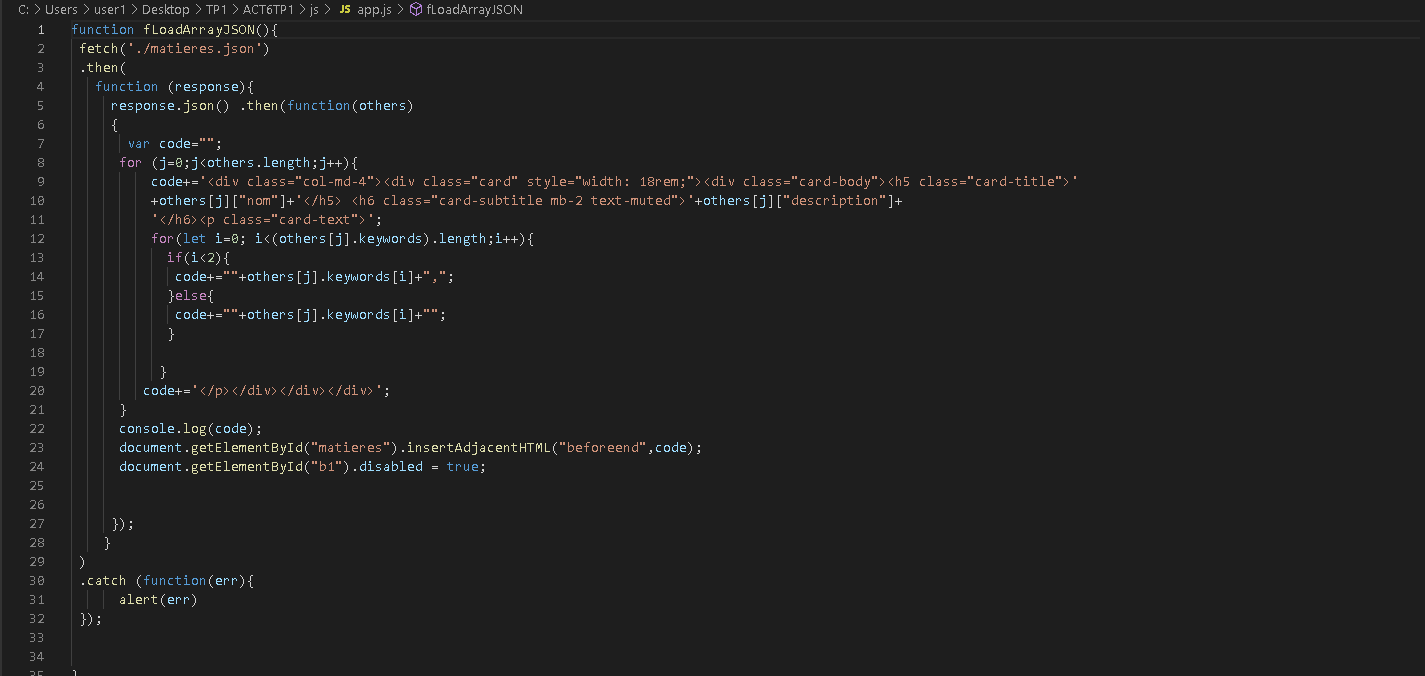 C: > Users > user1 > Desktop > TP1 > ACT6TP1 > js > JS app.js > fLoadArrayJSON
1 function fLoadArrayJSON(){
2 fetch('./matieres.json')
3 .then(
4 function (response){
5 response.json() .then(function(others)
6 {
7 var code="";
8 for (j=0;j<others.length;j++){
9 code+='<div class="col-md-4"><div class="card" style="width: 18rem;"><div class="card-body"><h5 class="card-title">'
10 +others[j]["nom"]+'</h5> <h6 class="card-subtitle mb-2 text-muted">'+others[j]["description"]+
11 '</h6><p class="card-text">';
12 for(let i=0; i<(others[j].keywords).length;i++){
13 if(i<2){
14 code+=""+others[j].keywords[i]+",";
15 }else{
16 code+=""+others[j].keywords[i]+"";
17 }
18
19 }
20 code+='</p></div></div></div>';
21 }
22 console.log(code);
23 document.getElementById("matieres").insertAdjacentHTML("beforeend",code);
24 document.getElementById("b1").disabled = true;
25
26
27 });
28 }
29 )
30 .catch (function(err){
31 alert(err)
32 });
33
34
35 }